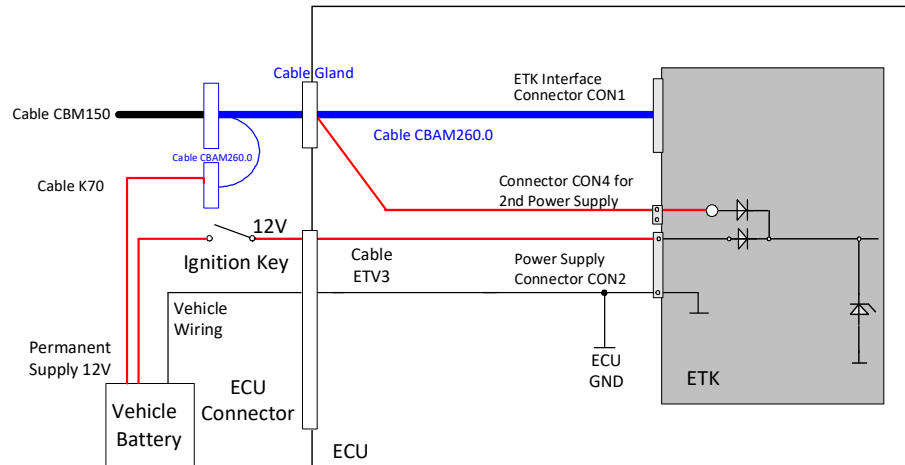 Cable Gland
ETK Interface
Connector CON1
Cable CBM150
Cable CBAM260.0
Cable CBAM260.0
Cable K70
Connector CON4 for
2nd Power Supply
12V
Ignition Key
Cable
ETV3
Power Supply
Connector CON2
Vehicle
Wiring
Permanent
Supply 12V
ECU
GND
ETK
ECU
Connector
Vehicle
Battery
ECU